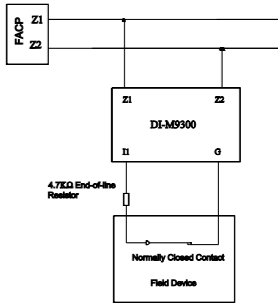 FACP
Z1
Z2
Z1 Z2
DI-M9300
I1 G
4.7KΩ End-of-line
Resistor
Normally Closed Contact
Field Device